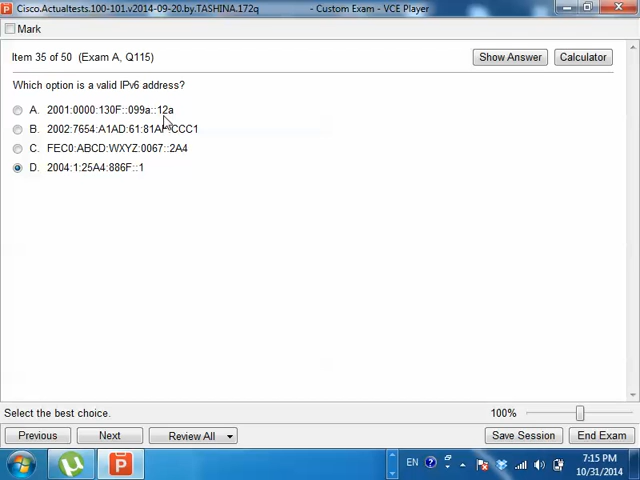 Cisco.Actualtests.100-101.v2014-09-20.by.TASHINA.172q - Custom Exam - VCE Player
Mark
Item 35 of 50 (Exam A, Q115)
Show Answer
Calculator
Which option is a valid IPv6 address?
A. 2001:0000:130F::099a::12a
B. 2002:7654:A1AD:61:81AF:CCC1
C. FEC0:ABCD:WXYZ:0067::2A4
D. 2004:1:25A4:886F::1
Select the best choice.
100%
Previous
Next
Review All
Save Session
End Exam
EN
7:15 PM
10/31/2014